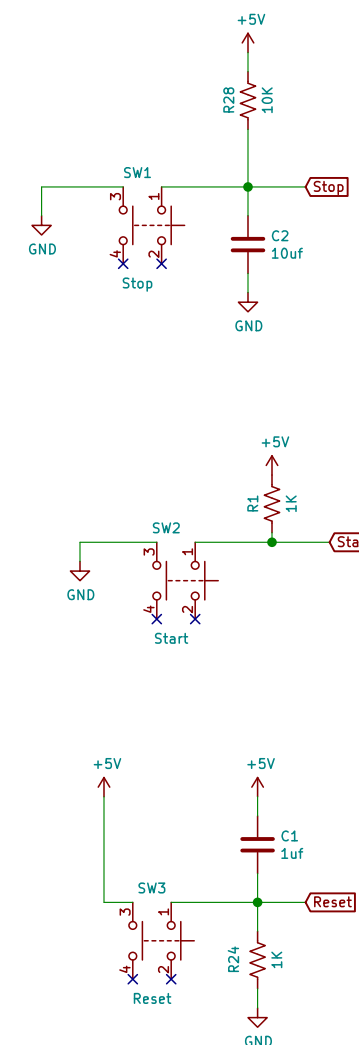 +5V
R28
10K
SW1
3
1
Stop
GND
4
2
C2
10uf
Stop
GND
+5V
R1
1K
SW2
3
1
Sta
GND
4
2
Start
+5V
+5V
C1
1uf
SW3
3
1
Reset
R24
1K
4
2
Reset
GND